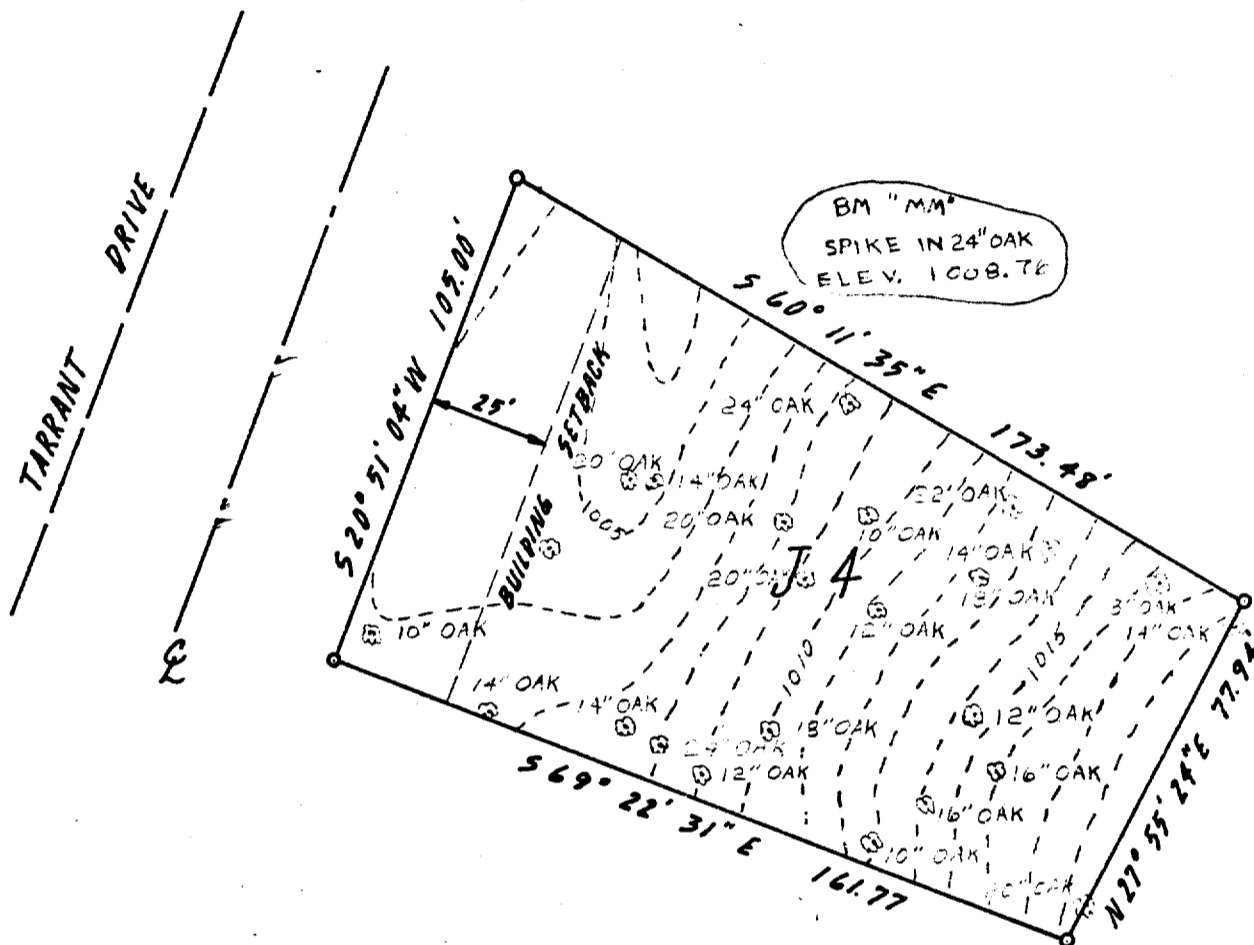 TARRANT DRIVE
℄
BM "MM"
SPIKE IN 24" OAK
ELEV. 1008.76
S 20° 51' 04" W 105.00'
S 60° 11' 35" E 173.48'
25'
BUILDING SETBACK
24" OAK
20" OAK
14" OAK
1005
20" OAK
32" OAK
10" OAK
14" OAK
J 4
20" OAK
18" OAK
8" OAK
12" OAK
14" OAK
10" OAK
1010
1015
14" OAK
14" OAK
18" OAK
12" OAK
24" OAK
12" OAK
16" OAK
16" OAK
10" OAK
OAK
S 69° 22' 31" E 161.77
N 27° 55' 24" E 77.94